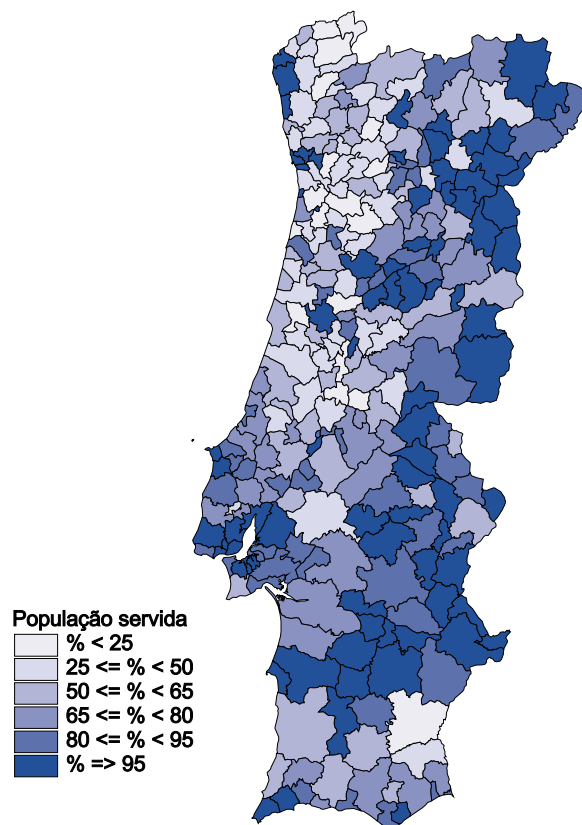 População servida
% < 25
25 <= % < 50
50 <= % < 65
65 <= % < 80
80 <= % < 95
% => 95